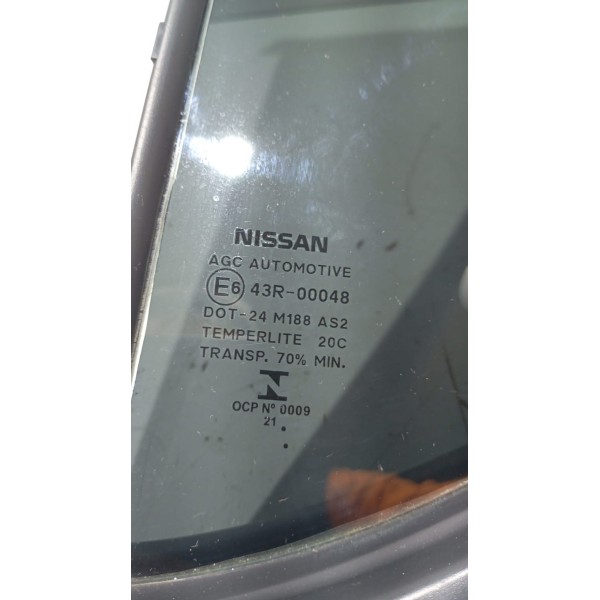 NISSAN
AGC AUTOMOTIVE
E6 43R-00048
DOT-24 M188 AS2
TEMPERLITE 20C
TRANSP. 70% MIN.
N
OCP Nº 0009
21